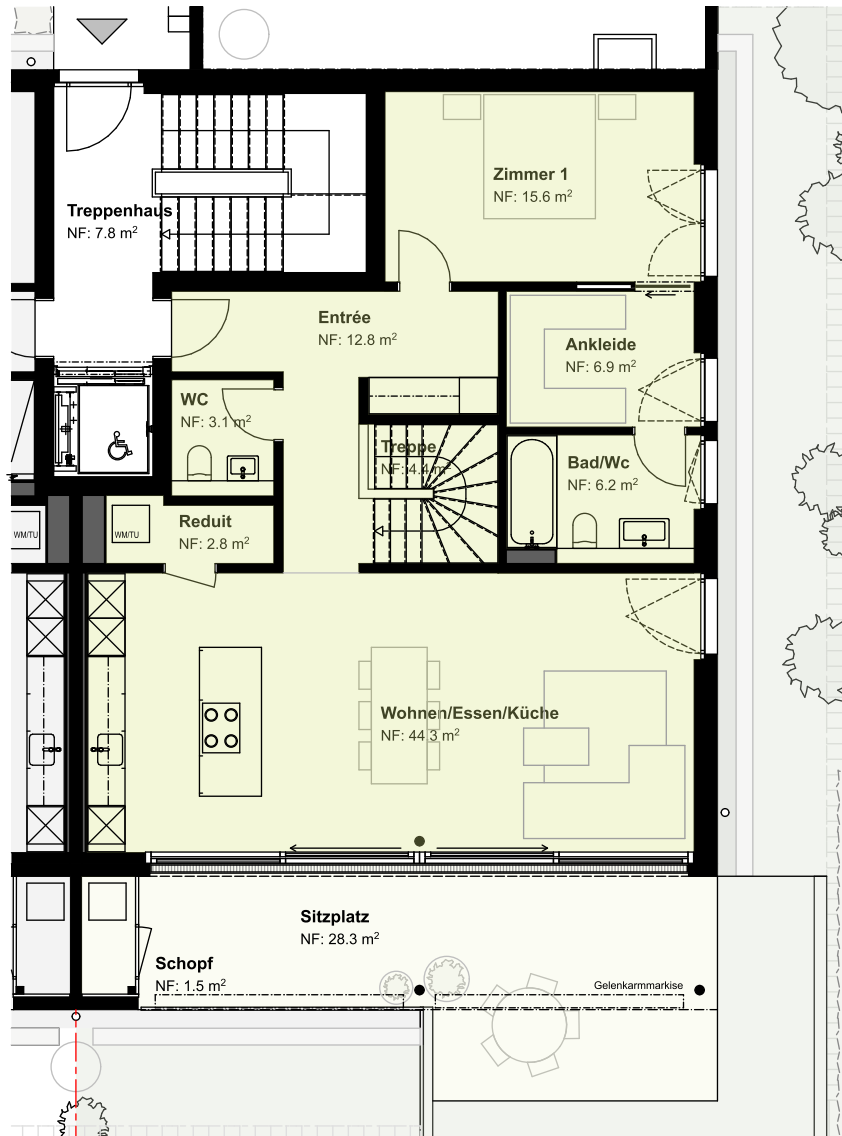 Zimmer 1
NF: 15.6 m²
Treppenhaus
NF: 7.8 m²
Entrée
NF: 12.8 m²
Ankleide
NF: 6.9 m²
WC
NF: 3.1 m²
Treppe
NF: 4.4 m²
Bad/Wc
NF: 6.2 m²
Reduit
NF: 2.8 m²
WM/TU
WM/TU
Wohnen/Essen/Küche
NF: 44.3 m²
Sitzplatz
NF: 28.3 m²
Schopf
NF: 1.5 m²
Gelenkarmmarkise